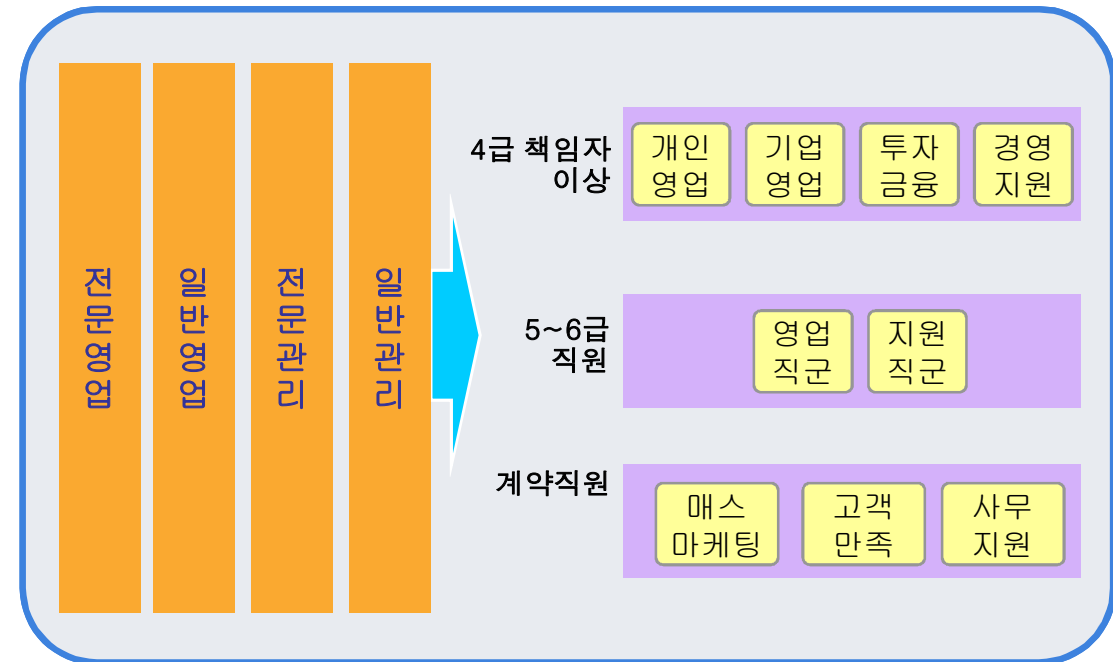 전문영업
일반영업
전문관리
일반관리
4급 책임자
이상
개인
영업
기업
영업
투자
금융
경영
지원
5~6급
직원
영업
직군
지원
직군
계약직원
매스
마케팅
고객
만족
사무
지원